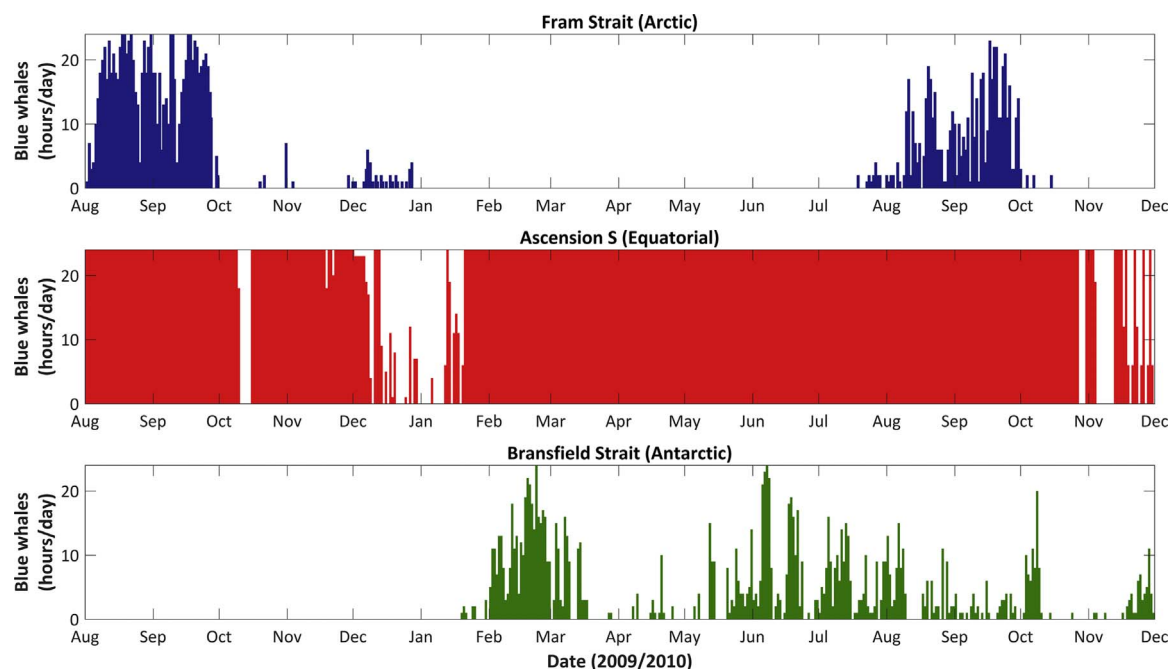 Fram Strait (Arctic)
Blue whales
(hours/day)
20
10
0
Aug Sep Oct Nov Dec Jan Feb Mar Apr May Jun Jul Aug Sep Oct Nov Dec
Ascension S (Equatorial)
Blue whales
(hours/day)
20
10
0
Aug Sep Oct Nov Dec Jan Feb Mar Apr May Jun Jul Aug Sep Oct Nov Dec
Bransfield Strait (Antarctic)
Blue whales
(hours/day)
20
10
0
Aug Sep Oct Nov Dec Jan Feb Mar Apr May Jun Jul Aug Sep Oct Nov Dec
Date (2009/2010)